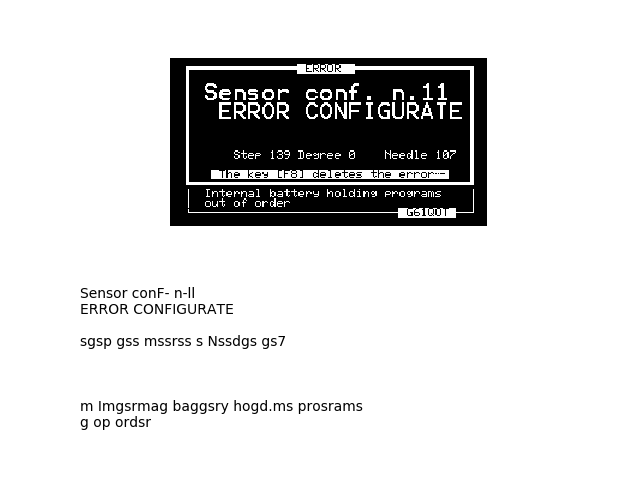 ERROR
Sensor conf. n.11
ERROR CONFIGURATE
Step 139 Degree 0 Needle 107
The key [F8] deletes the error--
Internal battery holding programs
out of order
GS1QUT
Sensor conF- n-ll
ERROR CONFIGURATE
sgsp gss mssrss s Nssdgs gs7
m Imgsrmag baggsry hogd.ms prosrams
g op ordsr